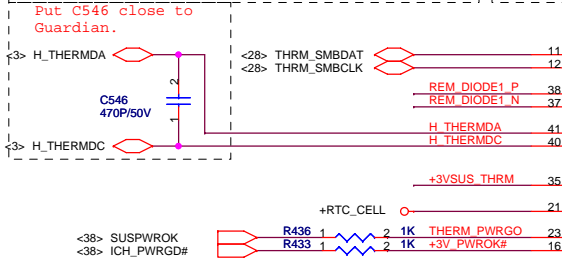 Put C546 close to
Guardian.
<3> H_THERMDA
<28> THRM_SMBDAT 11
<28> THRM_SMBCLK 12
2
C546
470P/50V
1
REM_DIODE1_P 38
REM_DIODE1_N 37
H_THERMDA 41
<3> H_THERMDC
H_THERMDC 40
+3VSUS_THRM 35
+RTC_CELL 21
<38> SUSPWROK R436 1 2 1K THERM_PWRGO 23
<38> ICH_PWRGD# R433 1 2 1K +3V_PWROK# 16